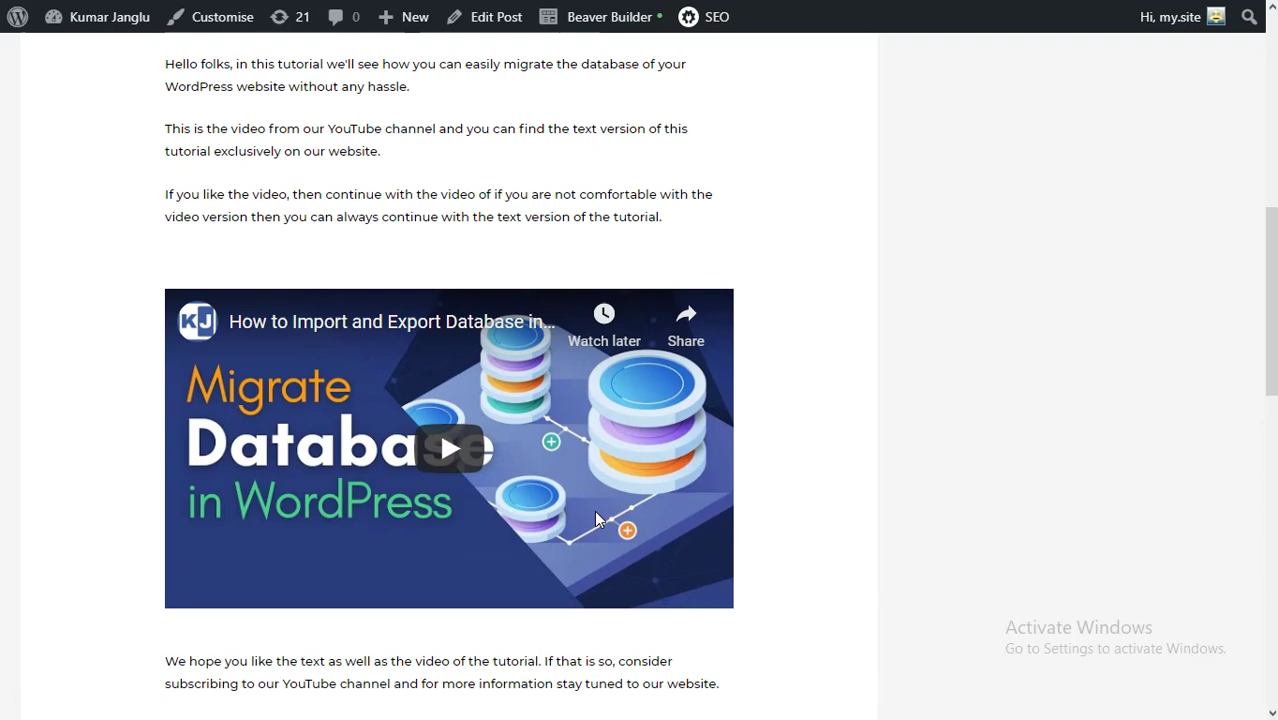 Kumar Janglu Customise 21 0 New Edit Post Beaver Builder SEO Hi, my.site
Hello folks, in this tutorial we'll see how you can easily migrate the database of your
WordPress website without any hassle.
This is the video from our YouTube channel and you can find the text version of this
tutorial exclusively on our website.
If you like the video, then continue with the video of if you are not comfortable with the
video version then you can always continue with the text version of the tutorial.
KJ How to Import and Export Database in...
Watch later Share
Migrate
Database
in WordPress
Activate Windows
Go to Settings to activate Windows.
We hope you like the text as well as the video of the tutorial. If that is so, consider
subscribing to our YouTube channel and for more information stay tuned to our website.